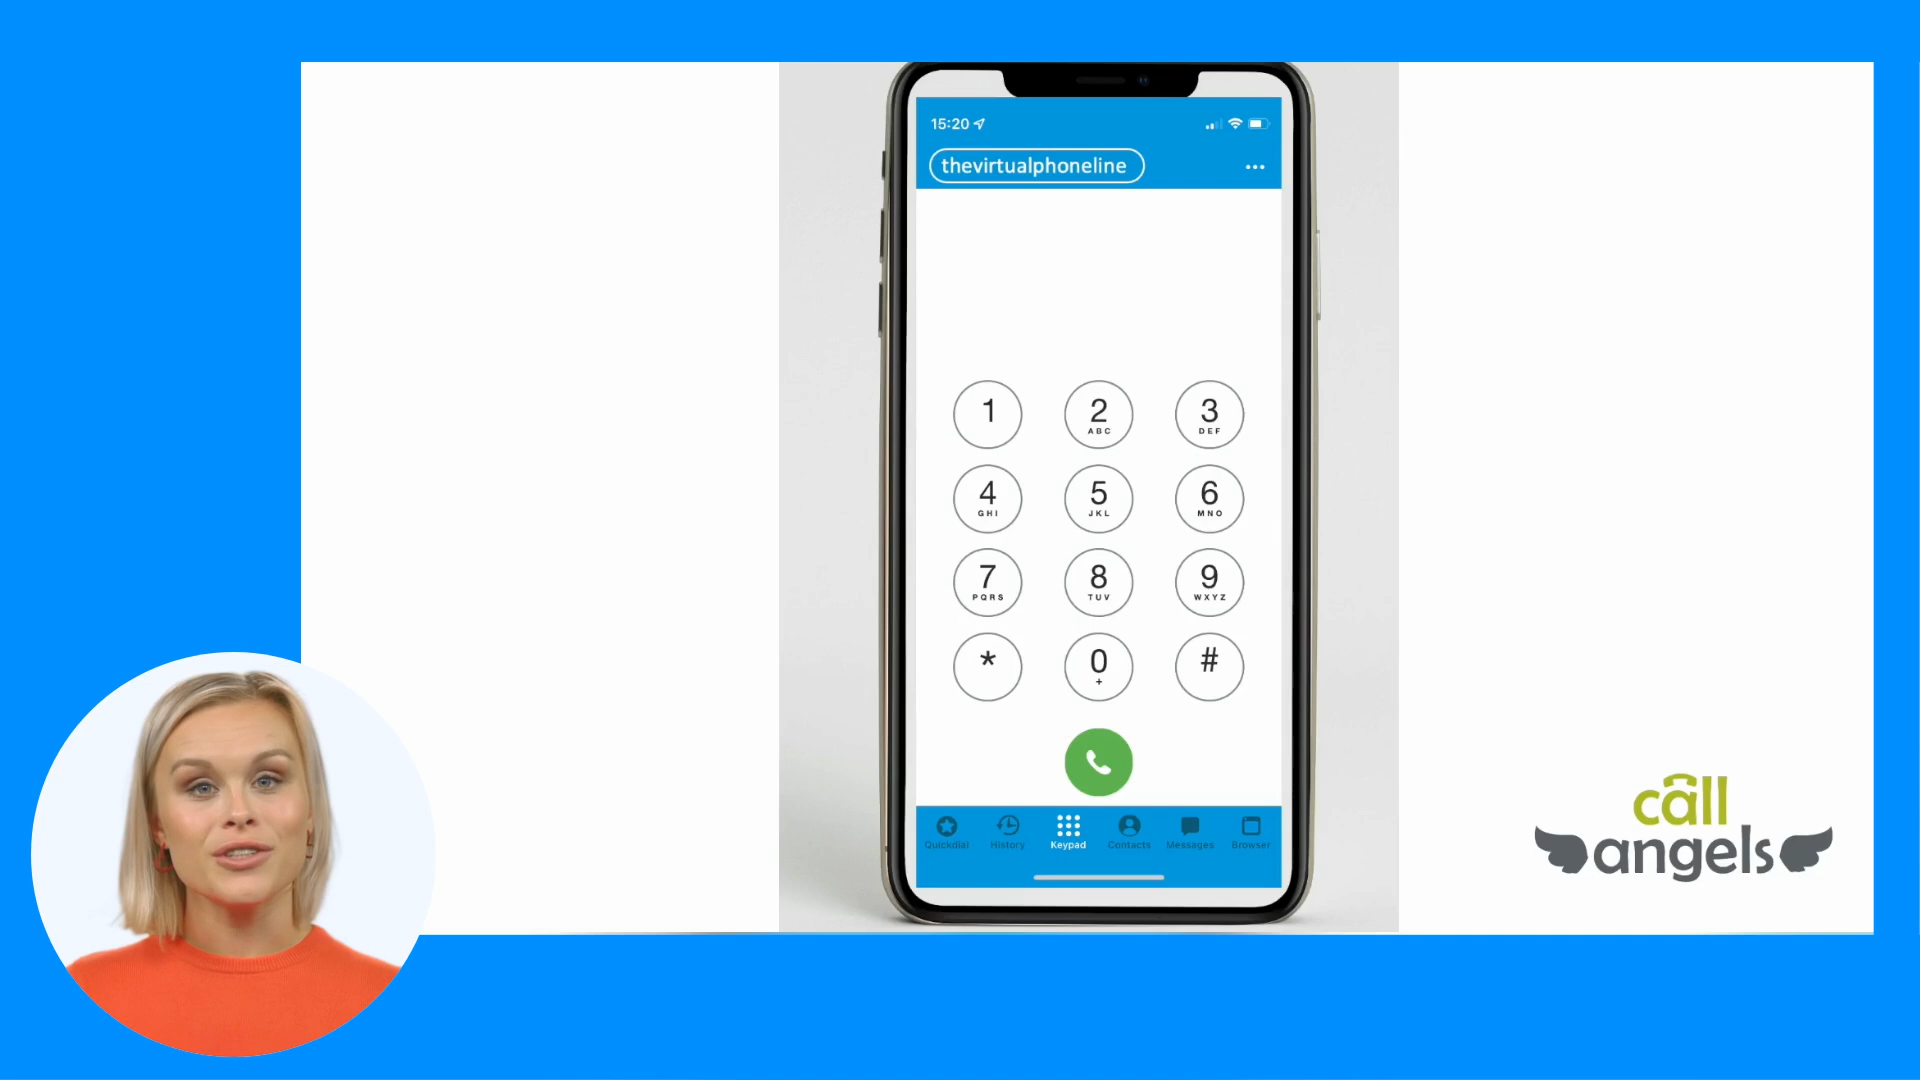 15:20
thevirtualphoneline
1
2
3
ABC
DEF
4
5
6
GHI
JKL
MNO
7
8
9
PQRS
TUV
WXYZ
*
0
#
+
Quickdial
History
Keypad
Contacts
Messages
Browser
call
angels